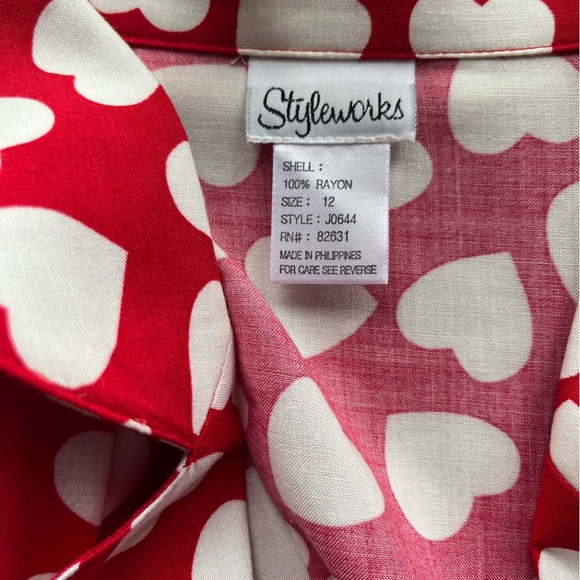 Styleworks
SHELL :
100% RAYON
SIZE : 12
STYLE : J0644
RN# : 82631
MADE IN PHILIPPINES
FOR CARE SEE REVERSE